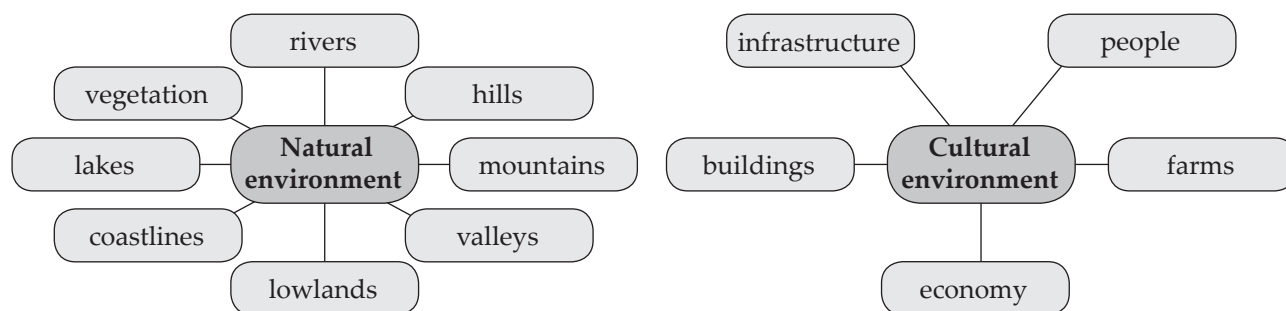 rivers
vegetation
hills
lakes
Natural
environment
mountains
coastlines
valleys
lowlands
infrastructure
people
buildings
Cultural
environment
farms
economy